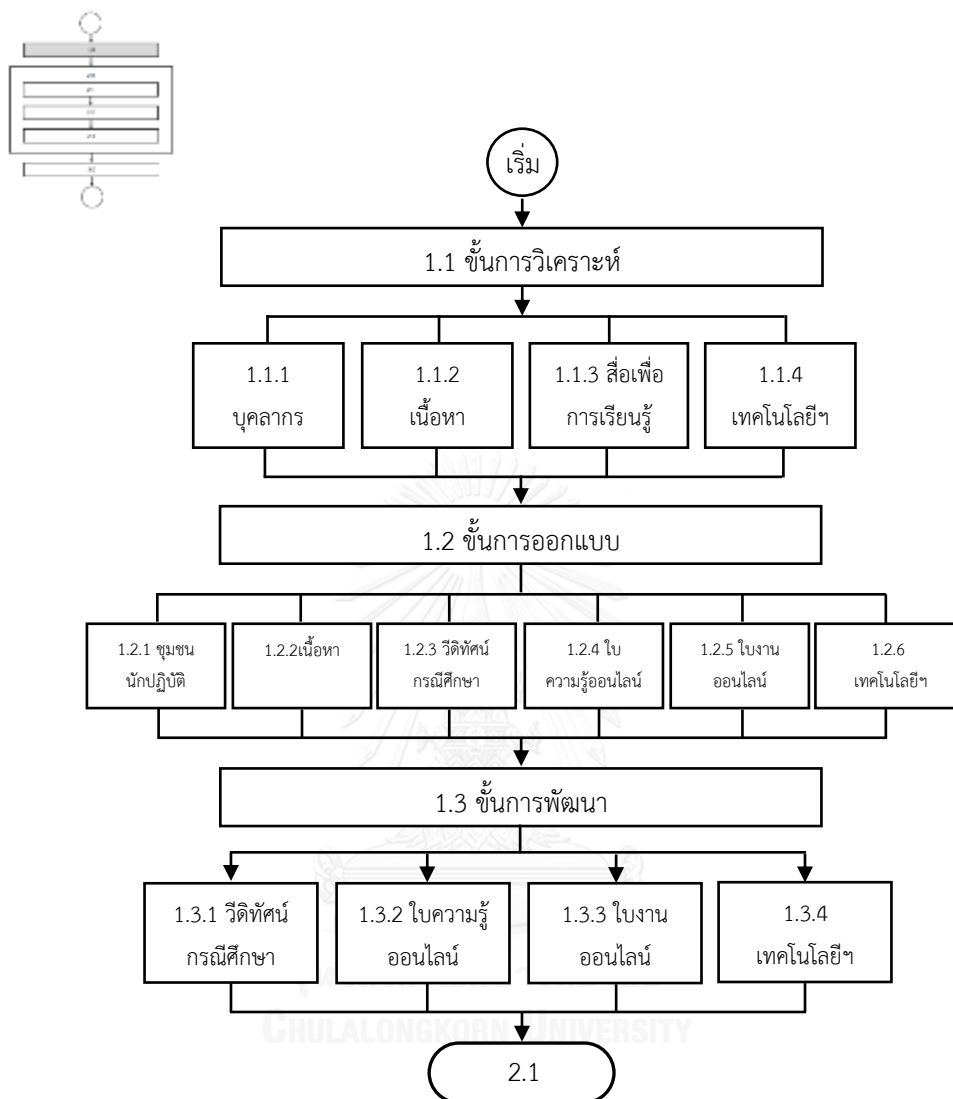 เริ่ม
1.1 ขั้นการวิเคราะห์
1.1.1
บุคลากร
1.1.2
เนื้อหา
1.1.3 สื่อเพื่อ
การเรียนรู้
1.1.4
เทคโนโลยีฯ
1.2 ขั้นการออกแบบ
1.2.1 ชุมชน
นักปฏิบัติ
1.2.2เนื้อหา
1.2.3 วีดิทัศน์
กรณีศึกษา
1.2.4 ใบ
ความรู้ออนไลน์
1.2.5 ใบงาน
ออนไลน์
1.2.6
เทคโนโลยีฯ
1.3 ขั้นการพัฒนา
1.3.1 วีดิทัศน์
กรณีศึกษา
1.3.2 ใบความรู้
ออนไลน์
1.3.3 ใบงาน
ออนไลน์
1.3.4
เทคโนโลยีฯ
CHULALONGKORN UNIVERSITY
2.1